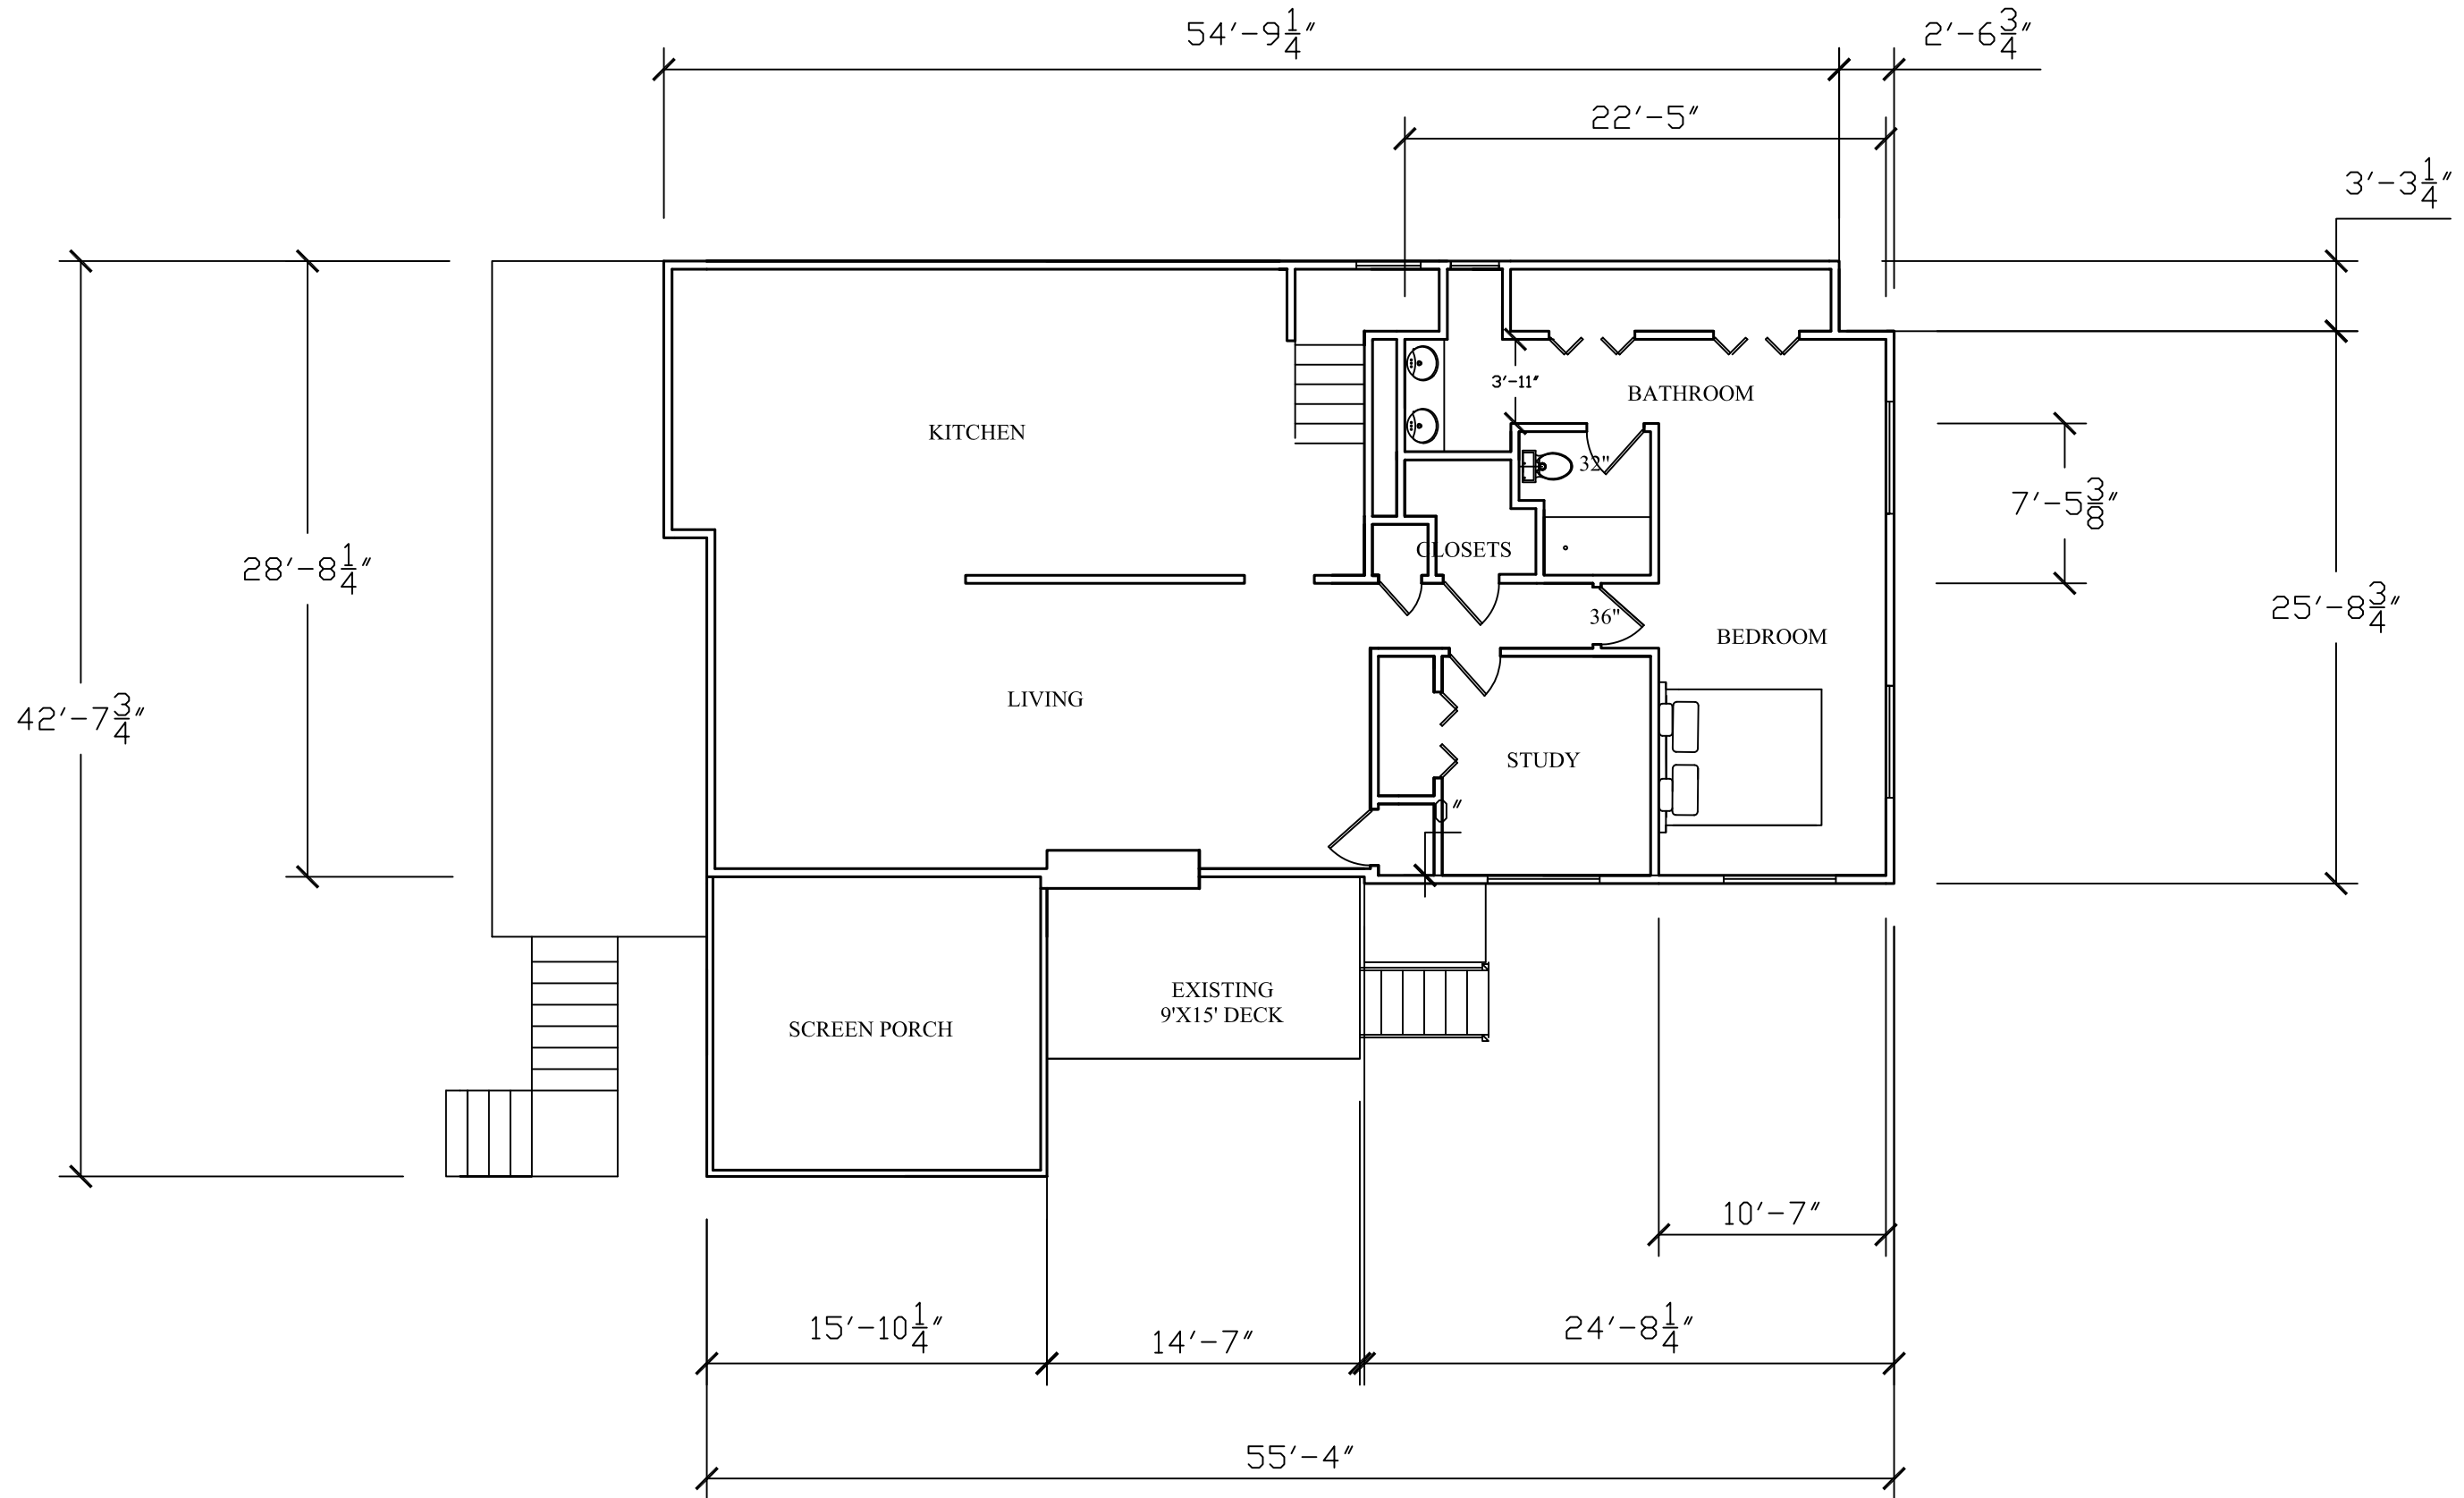 54'-9 1/4"
2'-6 3/4"
22'-5"
3'-3 1/4"
3'-11"
BATHROOM
KITCHEN
32"
7'-5 3/8"
CLOSETS
28'-8 1/4"
25'-8 3/4"
36"
BEDROOM
LIVING
42'-7 3/4"
STUDY
0"
EXISTING
9'X15' DECK
SCREEN PORCH
10'-7"
15'-10 1/4"
14'-7"
24'-8 1/4"
55'-4"